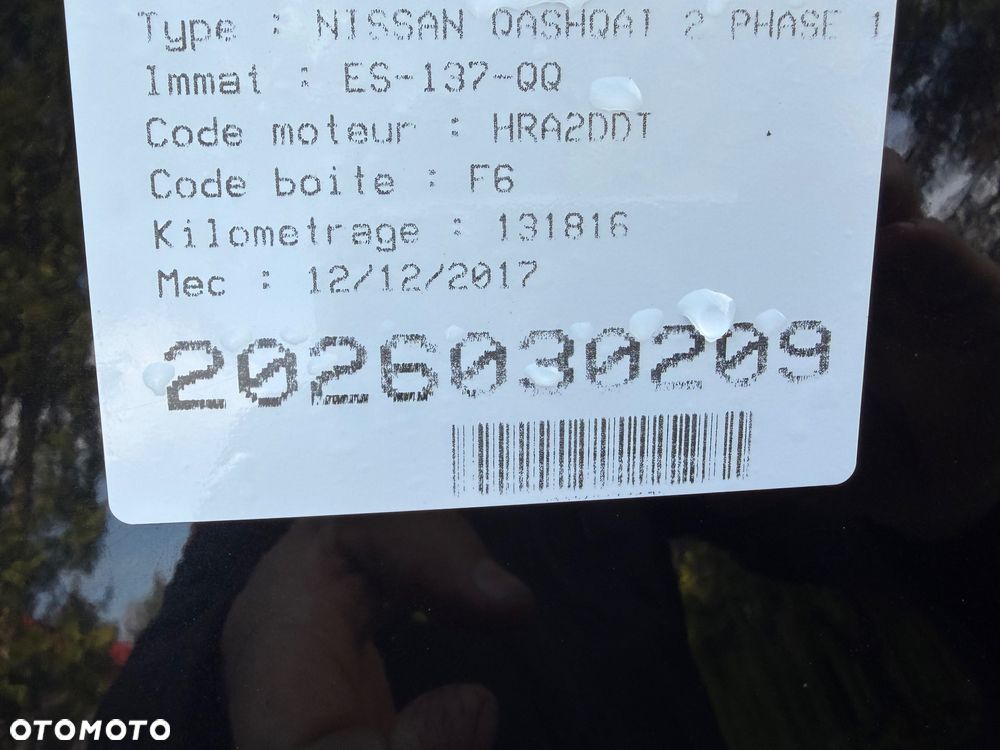 Type : NISSAN QASHQAI 2 PHASE 1
Immat : ES-137-QQ
Code moteur : HRA2DDT
Code boite : F6
Kilometrage : 131816
Mec : 12/12/2017
2026030209
OTOMOTO